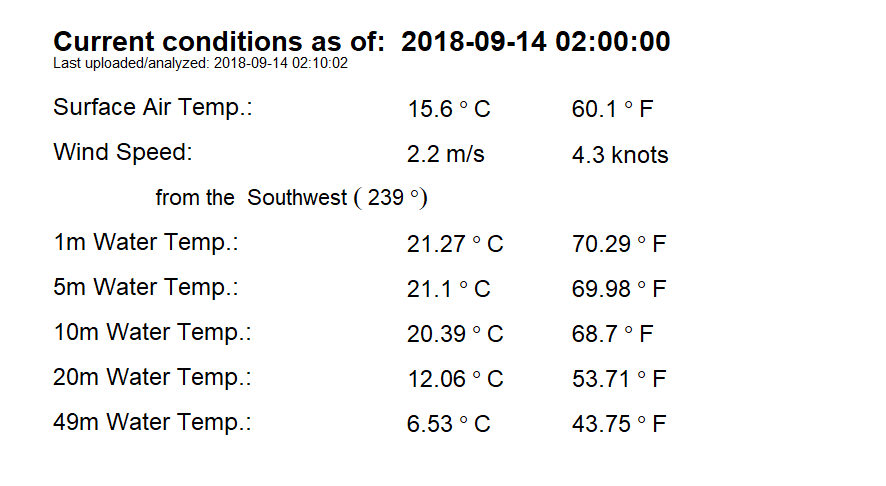 Current conditions as of: 2018-09-14 02:00:00
Last uploaded/analyzed: 2018-09-14 02:10:02
Surface Air Temp.: 15.6 ° C 60.1 ° F
Wind Speed: 2.2 m/s 4.3 knots
from the Southwest ( 239 °)
1m Water Temp.: 21.27 ° C 70.29 ° F
5m Water Temp.: 21.1 ° C 69.98 ° F
10m Water Temp.: 20.39 ° C 68.7 ° F
20m Water Temp.: 12.06 ° C 53.71 ° F
49m Water Temp.: 6.53 ° C 43.75 ° F